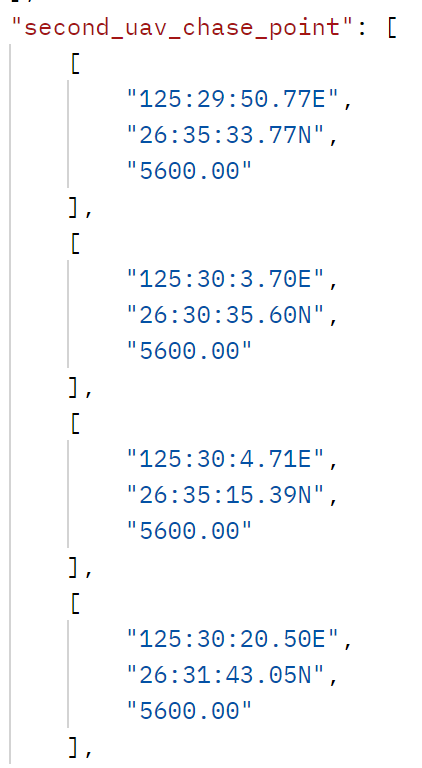 "second_uav_chase_point": [
[
"125:29:50.77E",
"26:35:33.77N",
"5600.00"
],
[
"125:30:3.70E",
"26:30:35.60N",
"5600.00"
],
[
"125:30:4.71E",
"26:35:15.39N",
"5600.00"
],
[
"125:30:20.50E",
"26:31:43.05N",
"5600.00"
],